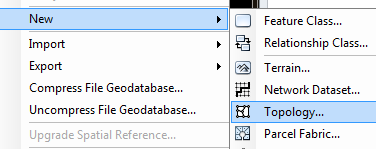 New
Import
Export
Compress File Geodatabase...
Uncompress File Geodatabase...
Upgrade Spatial Reference...
Feature Class...
Relationship Class...
Terrain...
Network Dataset...
Topology...
Parcel Fabric...